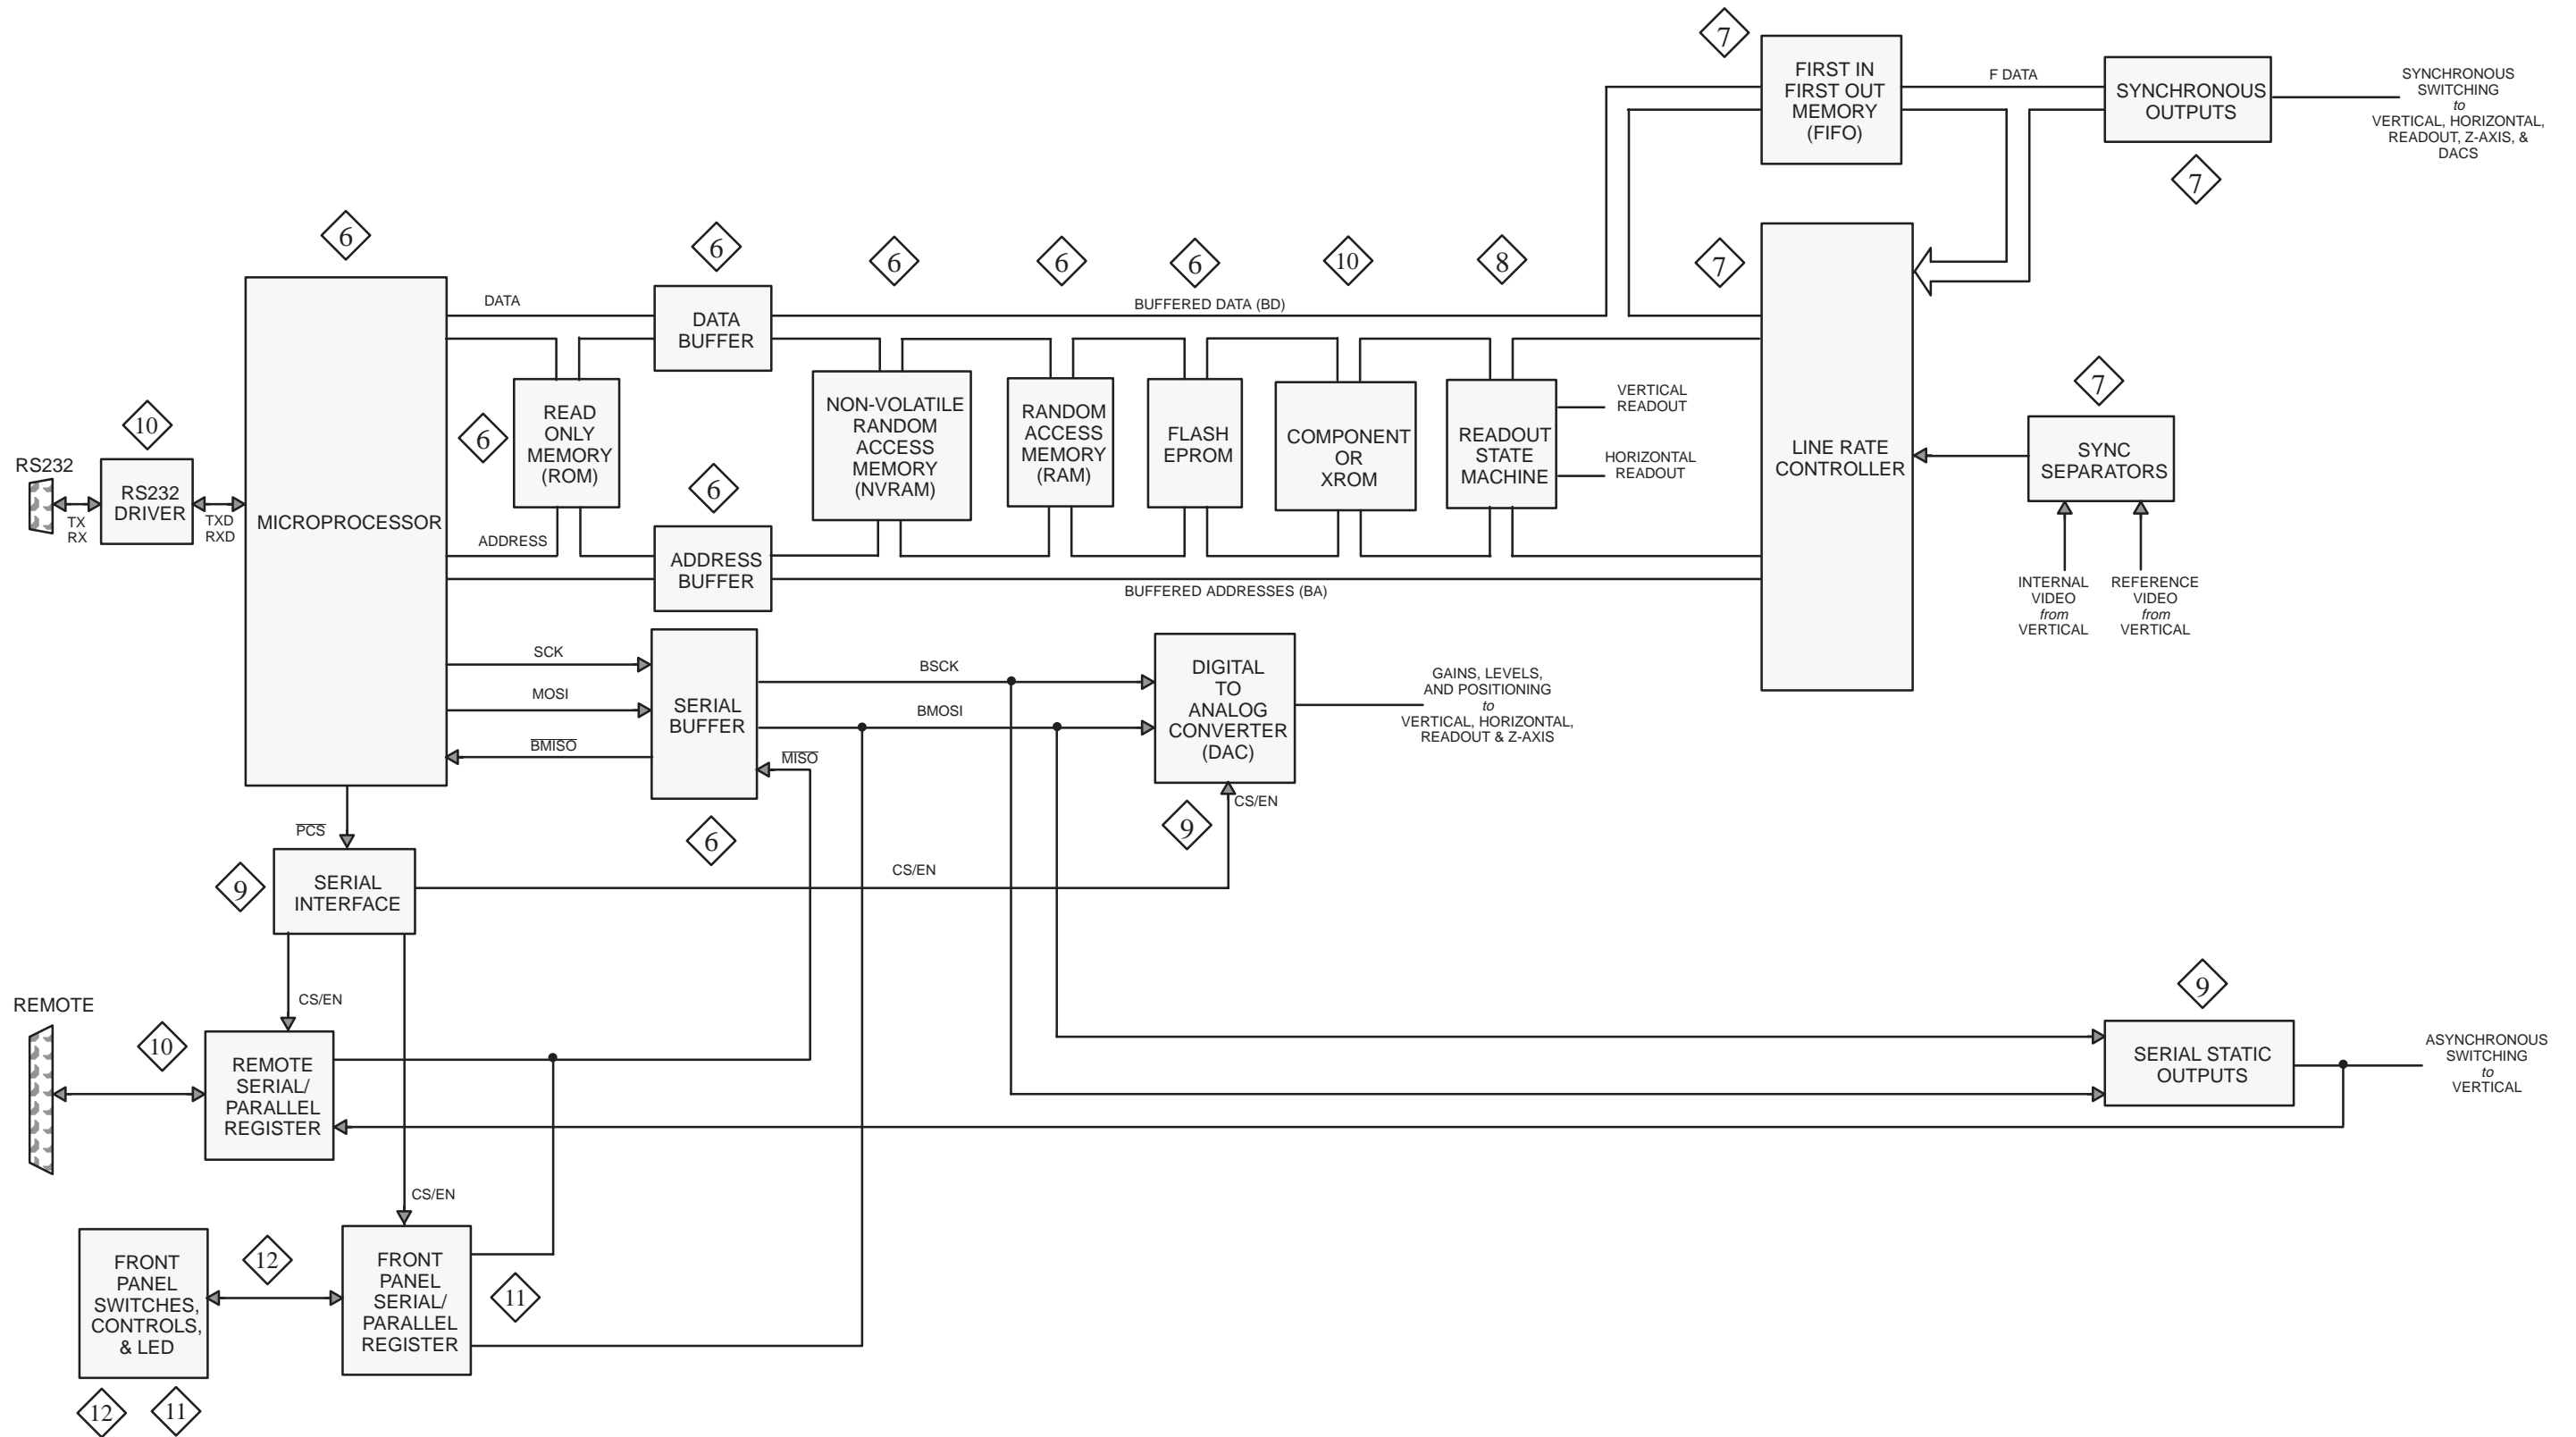 7
FIRST IN
FIRST OUT
MEMORY
(FIFO)
F DATA
SYNCHRONOUS
OUTPUTS
7
SYNCHRONOUS
SWITCHING
to
VERTICAL, HORIZONTAL,
READOUT, Z-AXIS, &
DACS
6
6
6
6
6
10
8
7
DATA
DATA
BUFFER
BUFFERED DATA (BD)
10
RS232
TX
RX
RS232
DRIVER
TXD
RXD
MICROPROCESSOR
6
READ
ONLY
MEMORY
(ROM)
NON-VOLATILE
RANDOM
ACCESS
MEMORY
(NVRAM)
RANDOM
ACCESS
MEMORY
(RAM)
FLASH
EPROM
COMPONENT
OR
XROM
READOUT
STATE
MACHINE
VERTICAL
READOUT
HORIZONTAL
READOUT
LINE RATE
CONTROLLER
7
SYNC
SEPARATORS
INTERNAL
VIDEO
from
VERTICAL
REFERENCE
VIDEO
from
VERTICAL
6
ADDRESS
ADDRESS
BUFFER
BUFFERED ADDRESSES (BA)
SCK
MOSI
BMISO
SERIAL
BUFFER
6
BSCK
BMOSI
MISO
DIGITAL
TO
ANALOG
CONVERTER
(DAC)
GAINS, LEVELS,
AND POSITIONING
to
VERTICAL, HORIZONTAL,
READOUT & Z-AXIS
9
CS/EN
PCS
9
SERIAL
INTERFACE
CS/EN
CS/EN
REMOTE
10
REMOTE
SERIAL/
PARALLEL
REGISTER
9
SERIAL STATIC
OUTPUTS
ASYNCHRONOUS
SWITCHING
to
VERTICAL
CS/EN
FRONT
PANEL
SWITCHES,
CONTROLS,
& LED
12
FRONT
PANEL
SERIAL/
PARALLEL
REGISTER
11
12
11